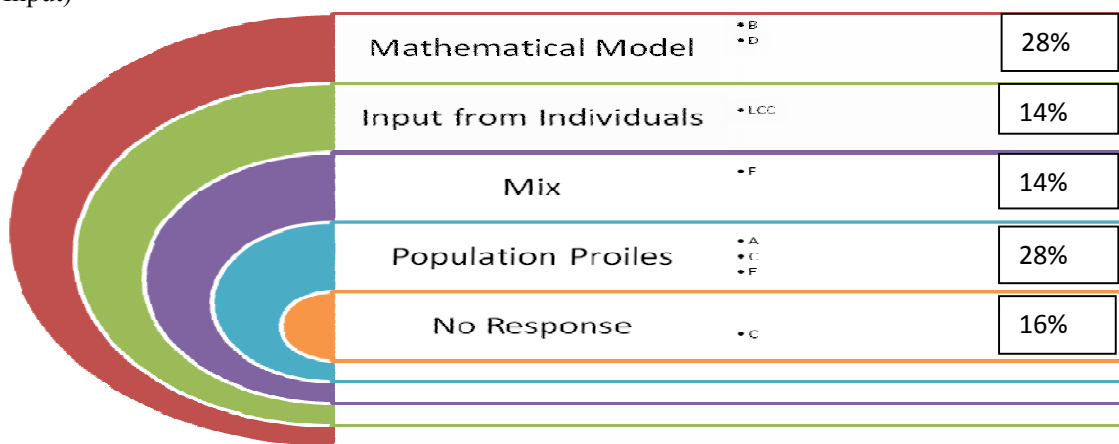 Input)
Mathematical Model
• B
• D
28%
Input from Individuals
• LCC
14%
Mix
• F
14%
Population Proiles
• A
• C
• F
28%
No Response
• C
16%